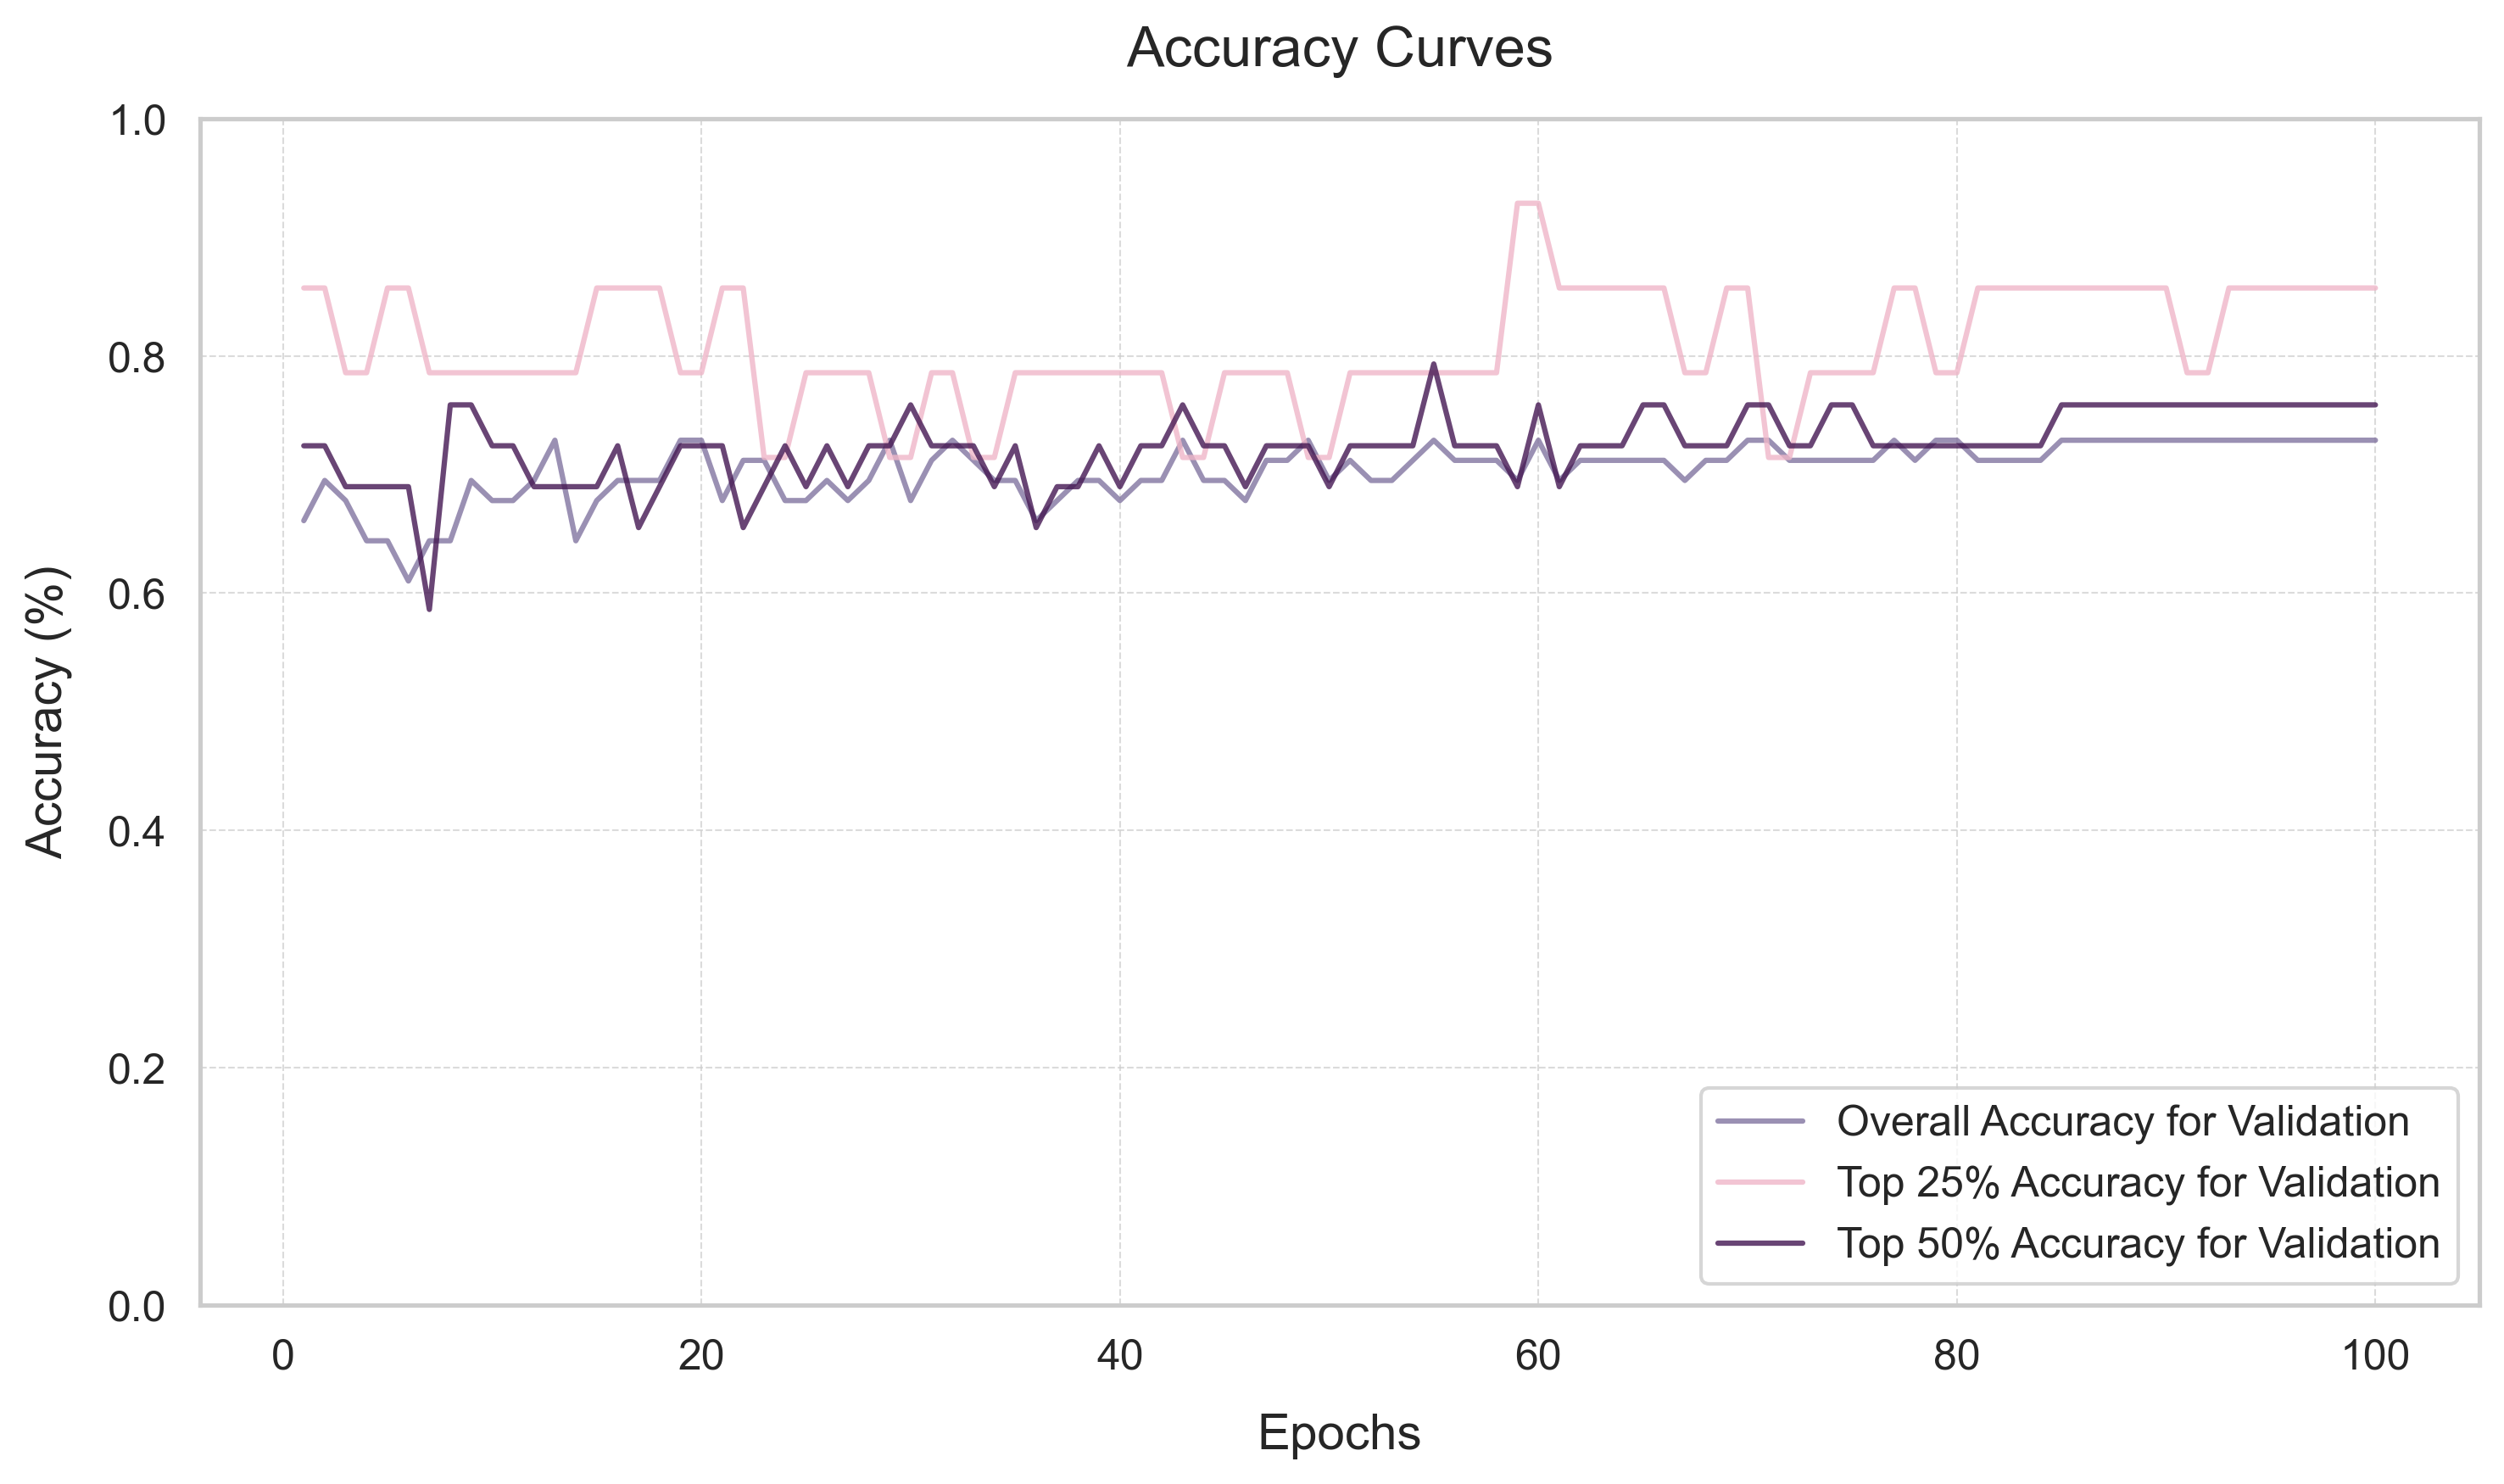 Accuracy Curves
1.0
0.8
0.6
0.4
0.2
0.0
Accuracy (%)
0 20 40 60 80 100
Epochs
Overall Accuracy for Validation
Top 25% Accuracy for Validation
Top 50% Accuracy for Validation